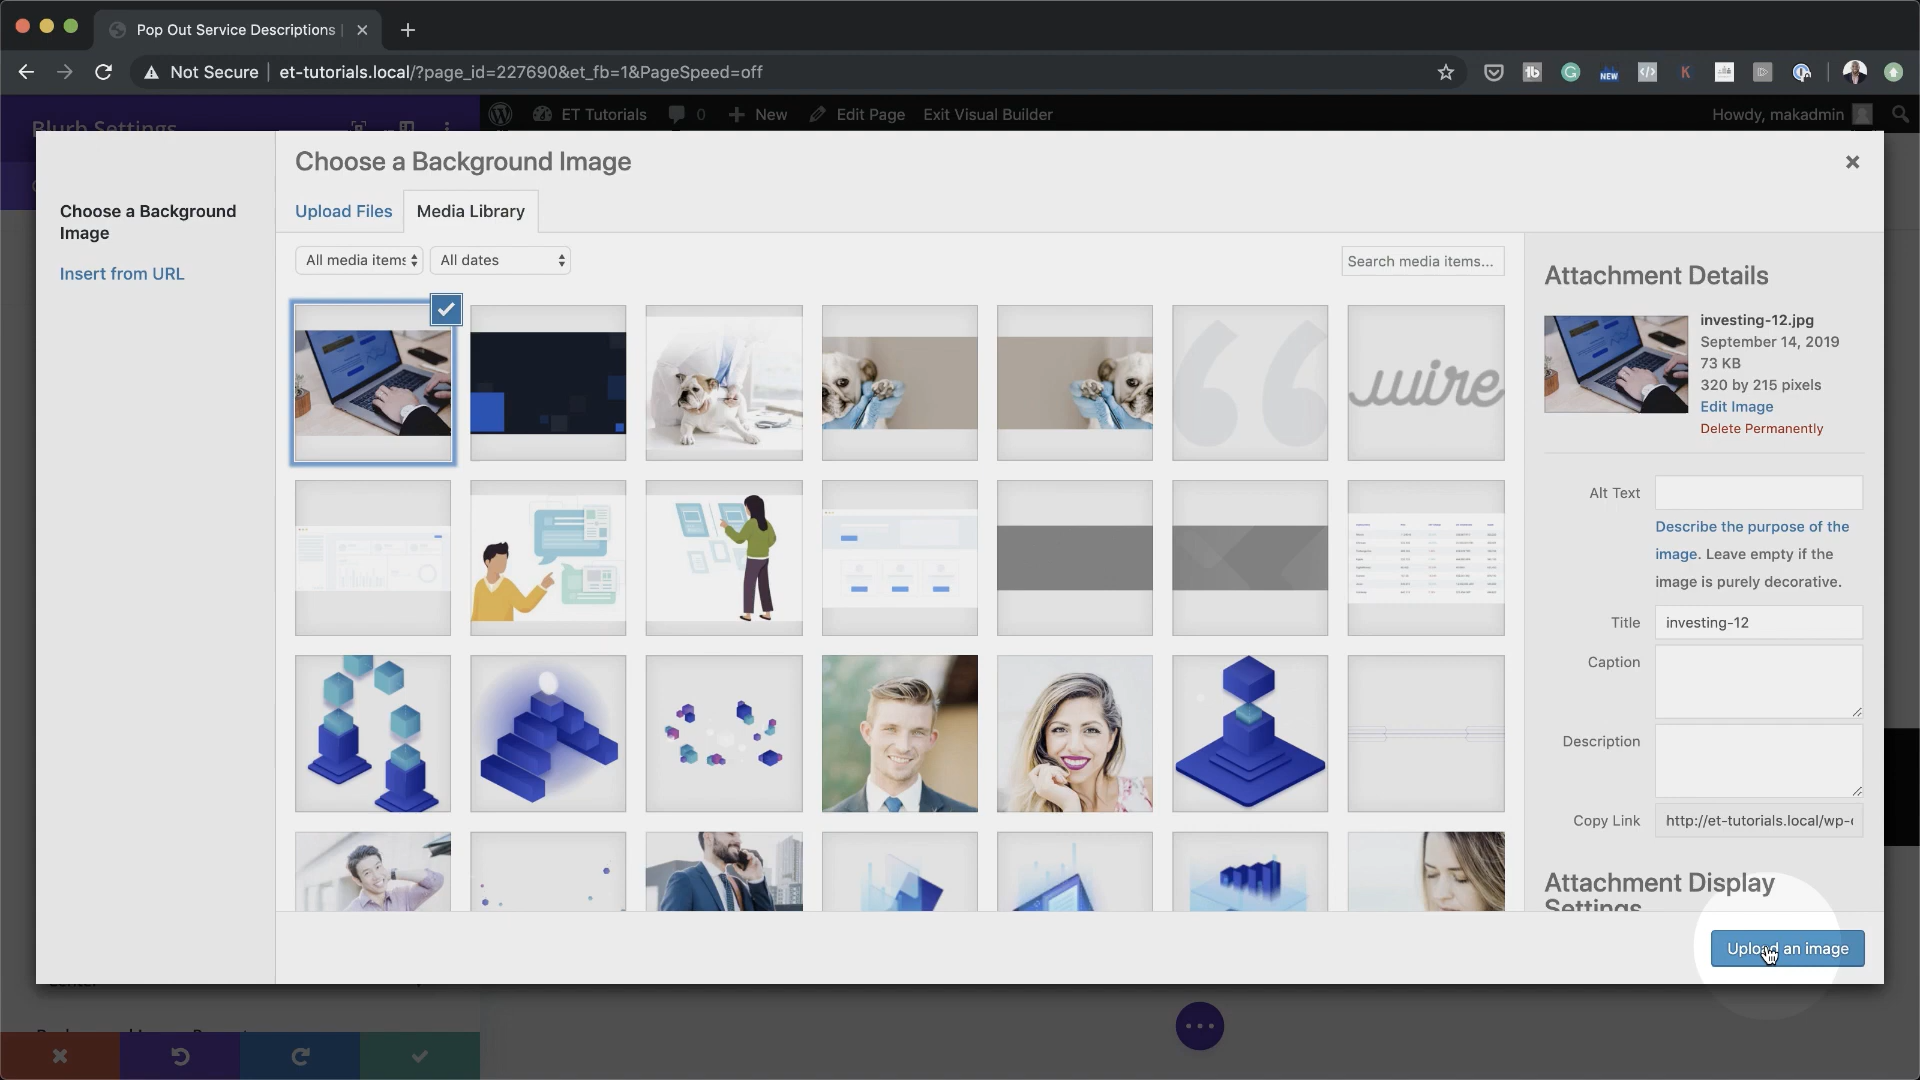 Pop Out Service Descriptions |
Not Secure | et-tutorials.local/?page_id=227690&et_fb=1&PageSpeed=off
NEW
Blurb Settings
ET Tutorials 0 New Edit Page Exit Visual Builder Howdy, makadmin
Choose a Background Image
Choose a Background
Image
Insert from URL
Upload Files Media Library
All media items All dates Search media items...
wire
Attachment Details
investing-12.jpg
September 14, 2019
73 KB
320 by 215 pixels
Edit Image
Delete Permanently
Alt Text
Describe the purpose of the
image. Leave empty if the
image is purely decorative.
Title investing-12
Caption
Description
Copy Link http://et-tutorials.local/wp-c
Attachment Display
Settings
Upload an image
Center